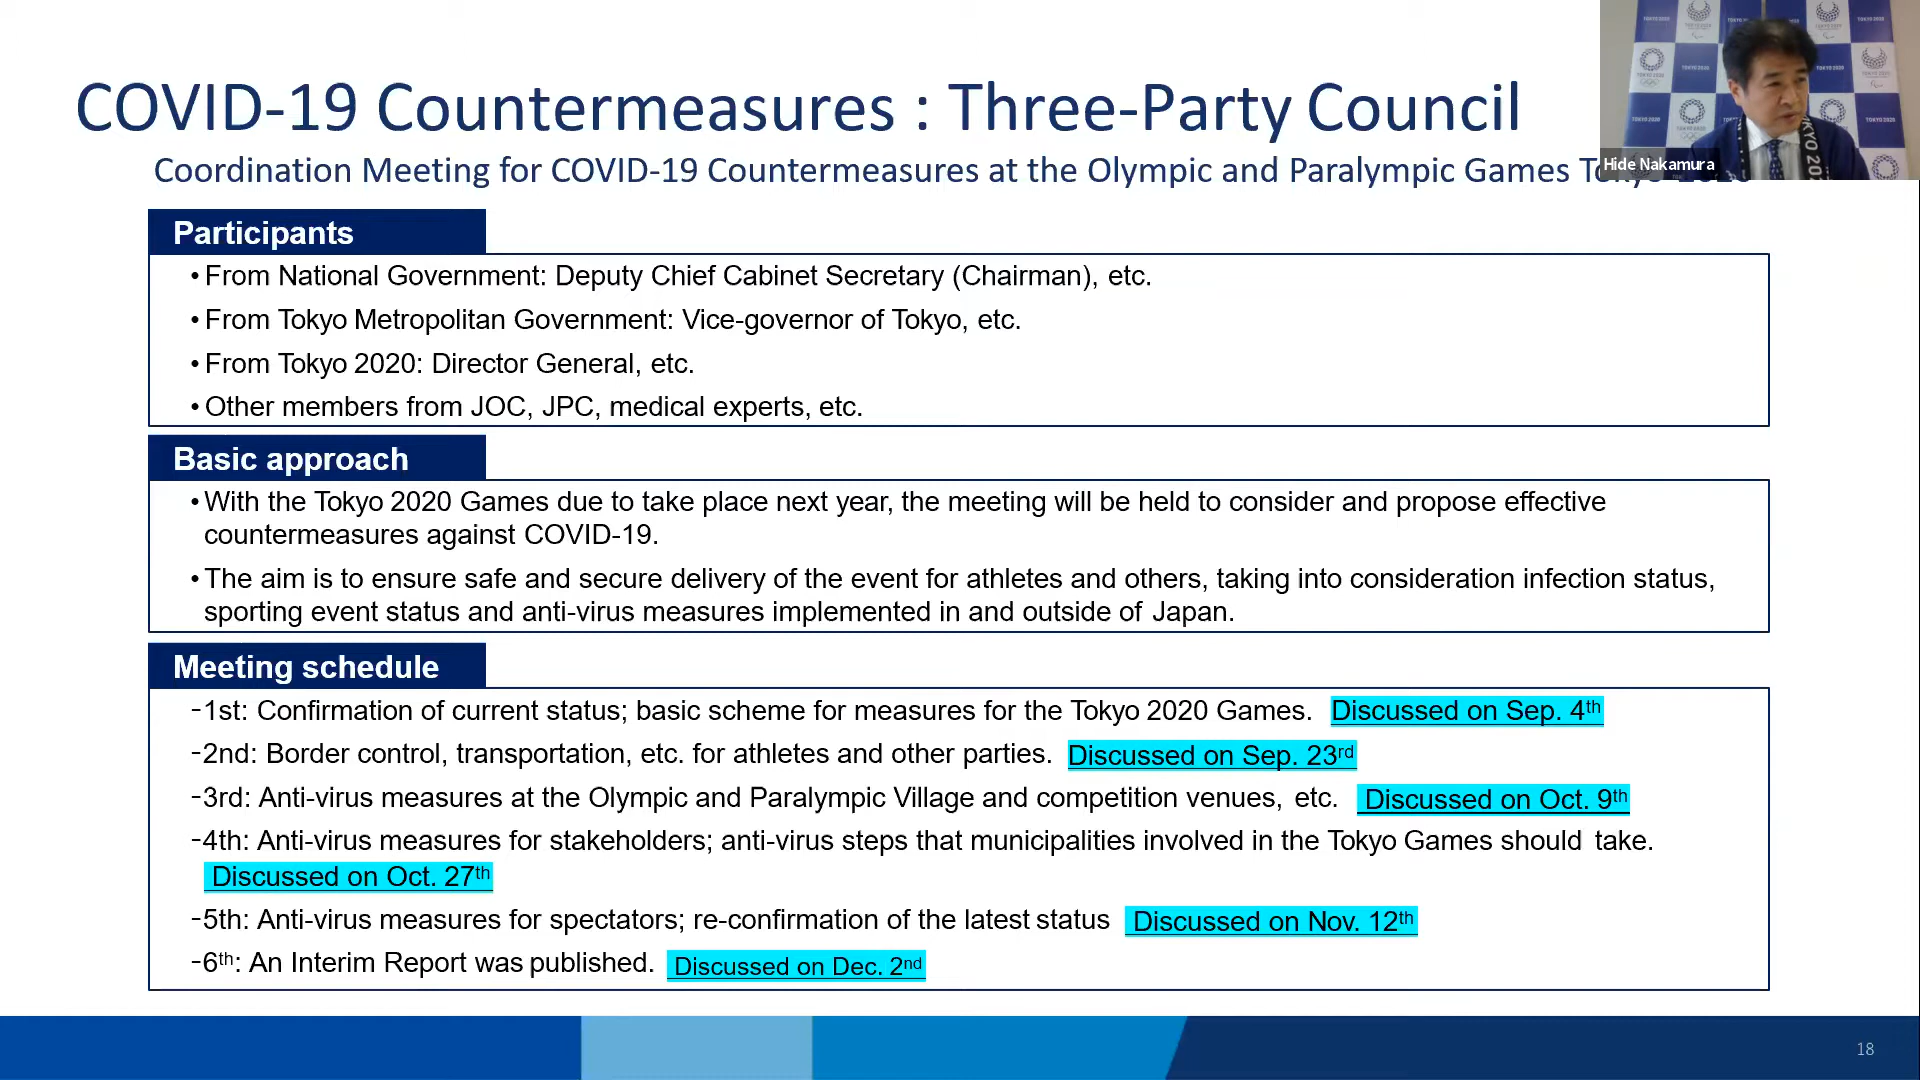 COVID-19 Countermeasures : Three-Party Council
Coordination Meeting for COVID-19 Countermeasures at the Olympic and Paralympic Games
Hide Nakamura
Participants
• From National Government: Deputy Chief Cabinet Secretary (Chairman), etc.
• From Tokyo Metropolitan Government: Vice-governor of Tokyo, etc.
• From Tokyo 2020: Director General, etc.
• Other members from JOC, JPC, medical experts, etc.
Basic approach
• With the Tokyo 2020 Games due to take place next year, the meeting will be held to consider and propose effective
countermeasures against COVID-19.
• The aim is to ensure safe and secure delivery of the event for athletes and others, taking into consideration infection status,
sporting event status and anti-virus measures implemented in and outside of Japan.
Meeting schedule
-1st: Confirmation of current status; basic scheme for measures for the Tokyo 2020 Games. Discussed on Sep. 4th
-2nd: Border control, transportation, etc. for athletes and other parties. Discussed on Sep. 23rd
-3rd: Anti-virus measures at the Olympic and Paralympic Village and competition venues, etc. Discussed on Oct. 9th
-4th: Anti-virus measures for stakeholders; anti-virus steps that municipalities involved in the Tokyo Games should take.
Discussed on Oct. 27th
-5th: Anti-virus measures for spectators; re-confirmation of the latest status Discussed on Nov. 12th
-6th: An Interim Report was published. Discussed on Dec. 2nd
18